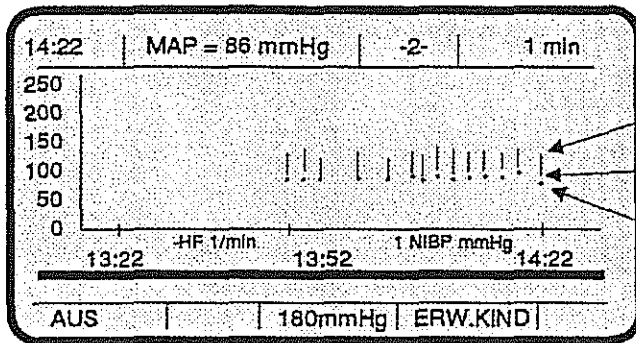 14:22 MAP = 86 mmHg -2- 1 min
250
200
150
100
50
0
-HF 1/min 1 NIBP mmHg
13:22 13:52 14:22
AUS 180mmHg ERW.KIND